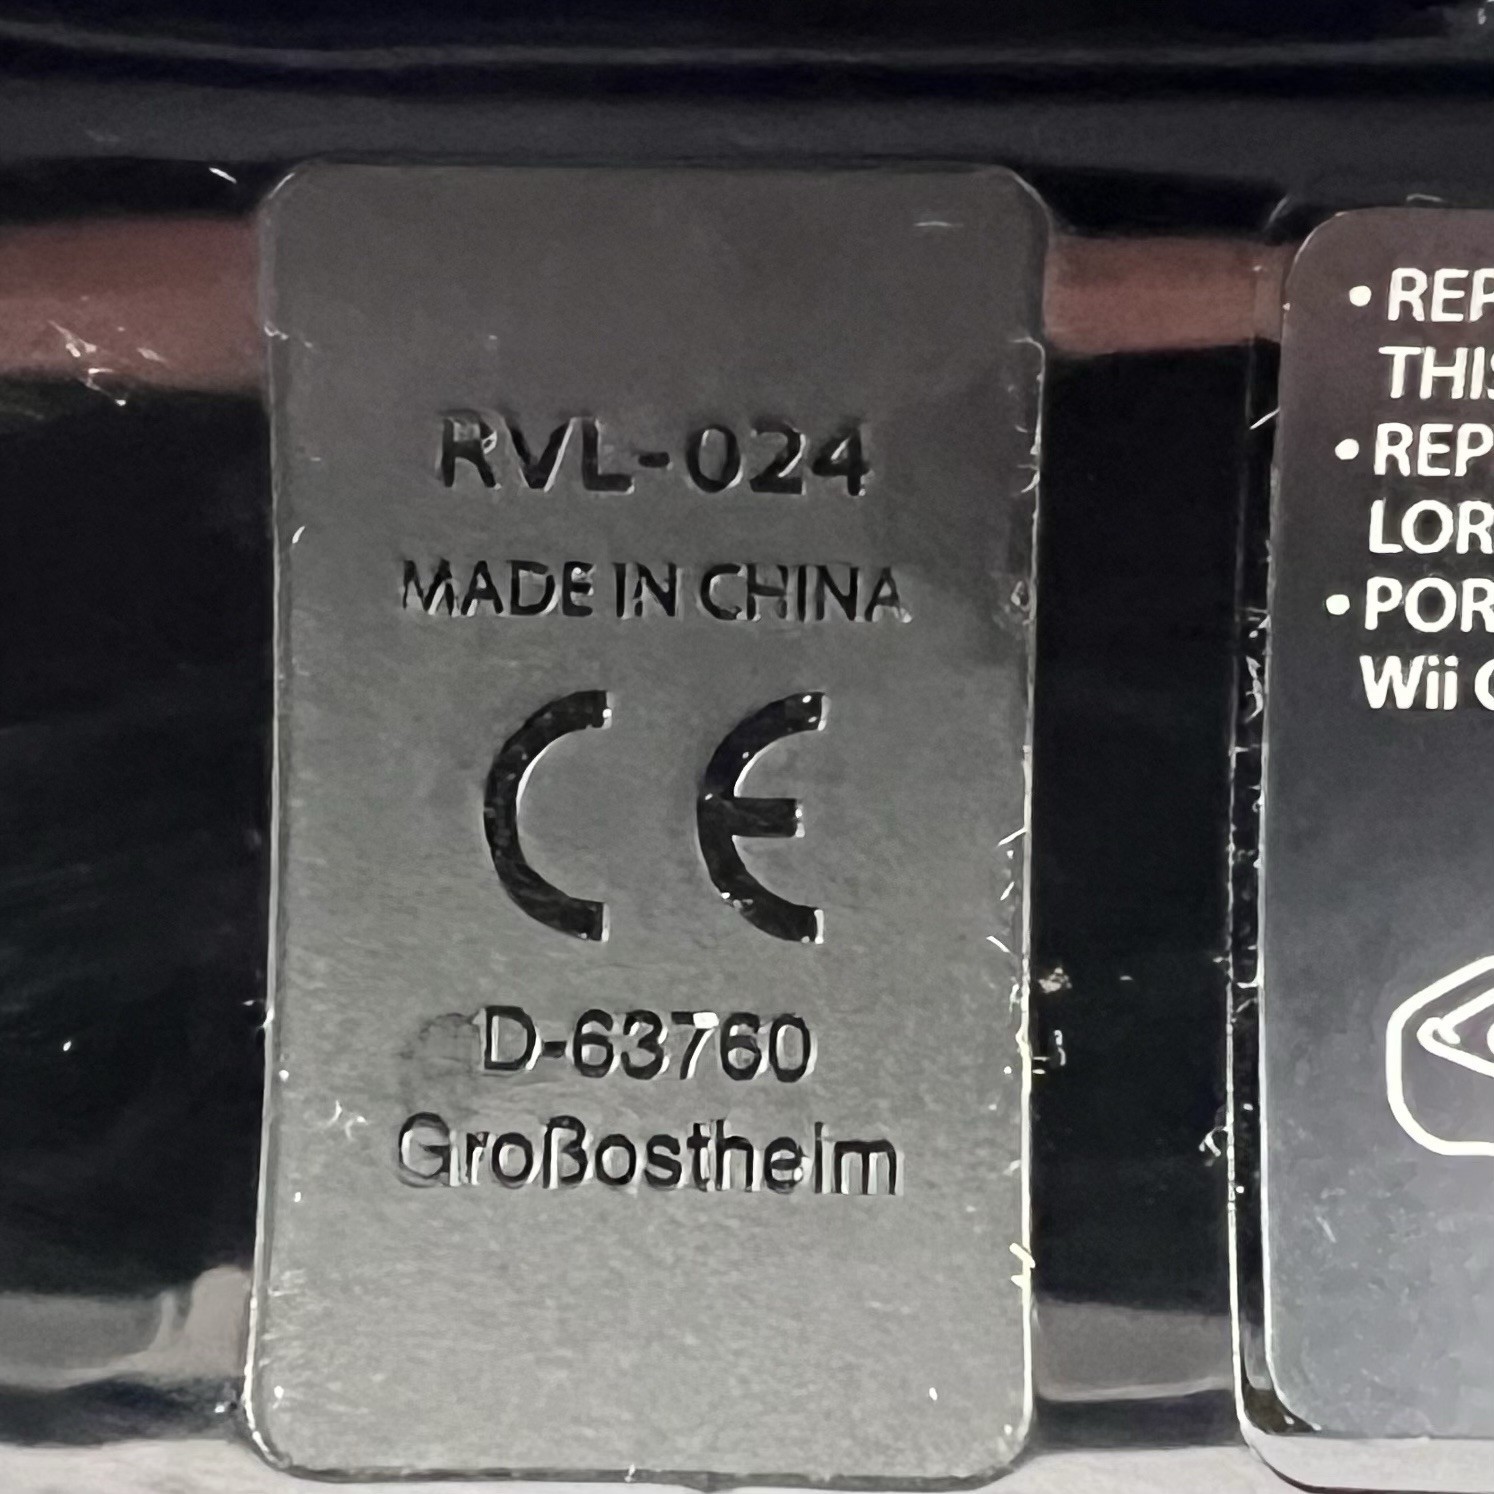 RVL-024
MADE IN CHINA
CE
D-63760
Großostheim
• REP
THIS
• REP
LOR
• POR
Wii